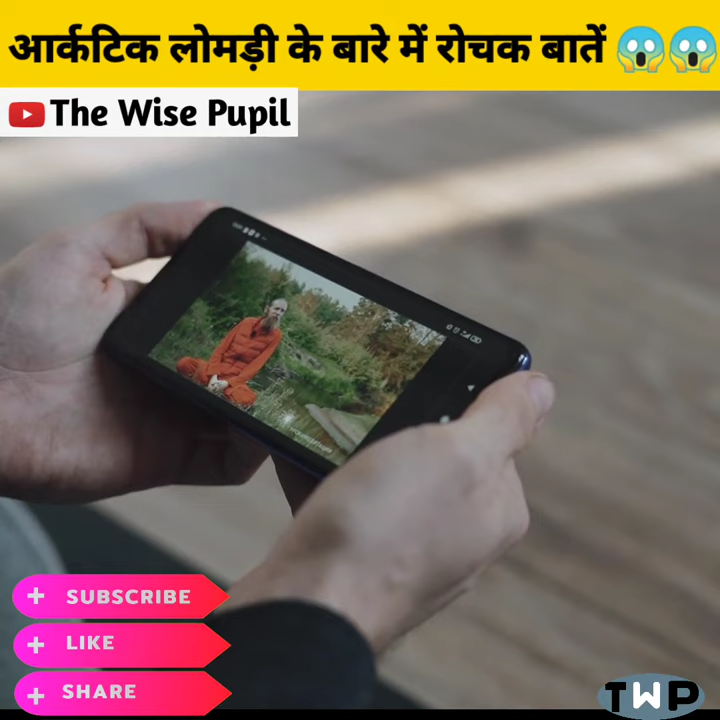 आर्कटिक लोमड़ी के बारे में रोचक बातें 😱😱
The Wise Pupil
+ SUBSCRIBE
+ LIKE
+ SHARE
TWP